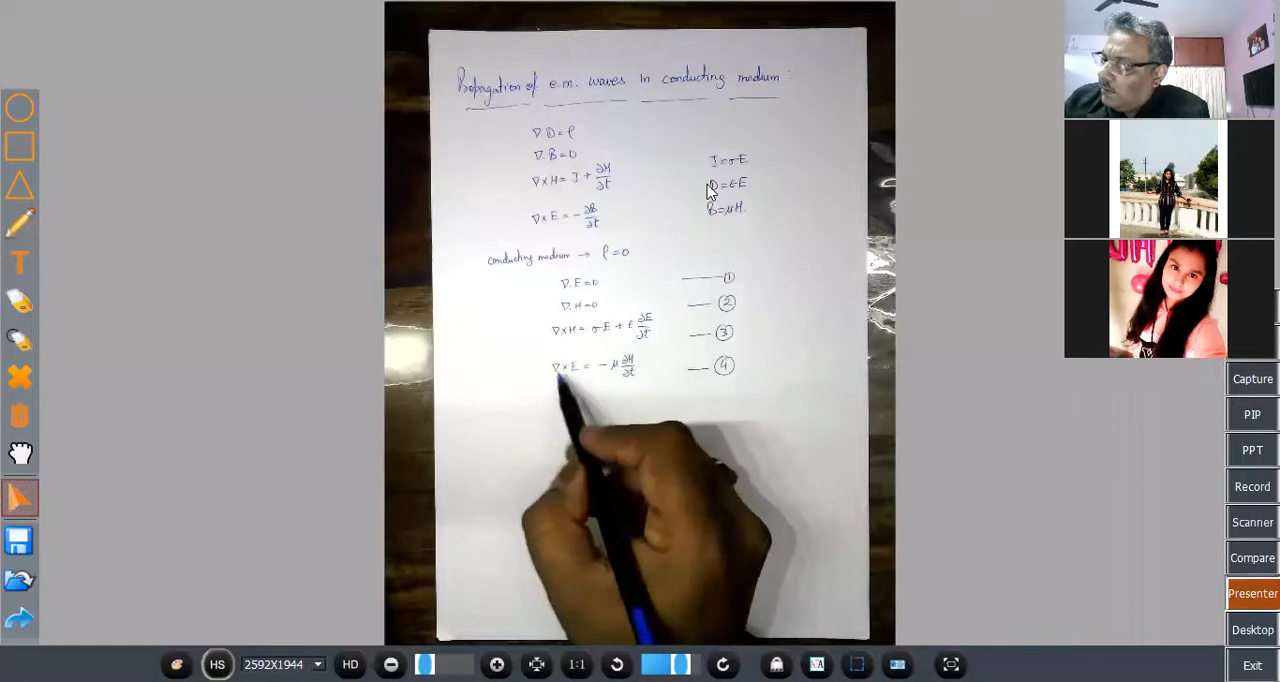 Propagation of e.m. waves in conducting medium:
∇.D = ρ
∇.B = 0
∇×H = J + ∂H/∂t
∇×E = -∂B/∂t
J = σE
D = εE
B = μH.
conducting medium → ρ = 0
∇.E = 0 —— ①
∇.H = 0 —— ②
∇×H = σE + ε ∂E/∂t —— ③
∇×E = -μ ∂H/∂t —— ④
T
Capture
PIP
PPT
Record
Scanner
Compare
Presenter
Desktop
Exit
HS
2592X1944
HD
1:1